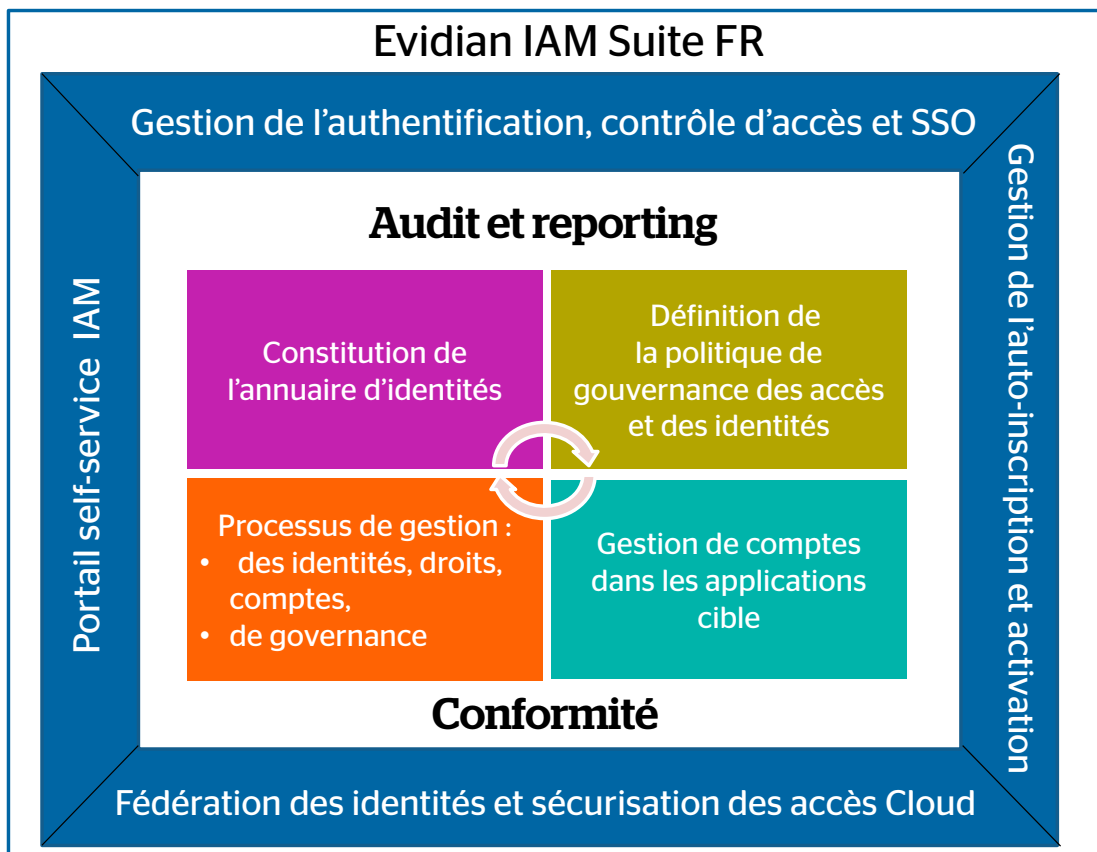 Evidian IAM Suite FR
Gestion de l’authentification, contrôle d’accès et SSO
Portail self-service IAM
Audit et reporting
Constitution de
l’annuaire d’identités
Définition de
la politique de
gouvernance des accès
et des identités
Processus de gestion :
• des identités, droits,
comptes,
• de governance
Gestion de comptes
dans les applications
cible
Conformité
Gestion de l’auto-inscription et activation
Fédération des identités et sécurisation des accès Cloud